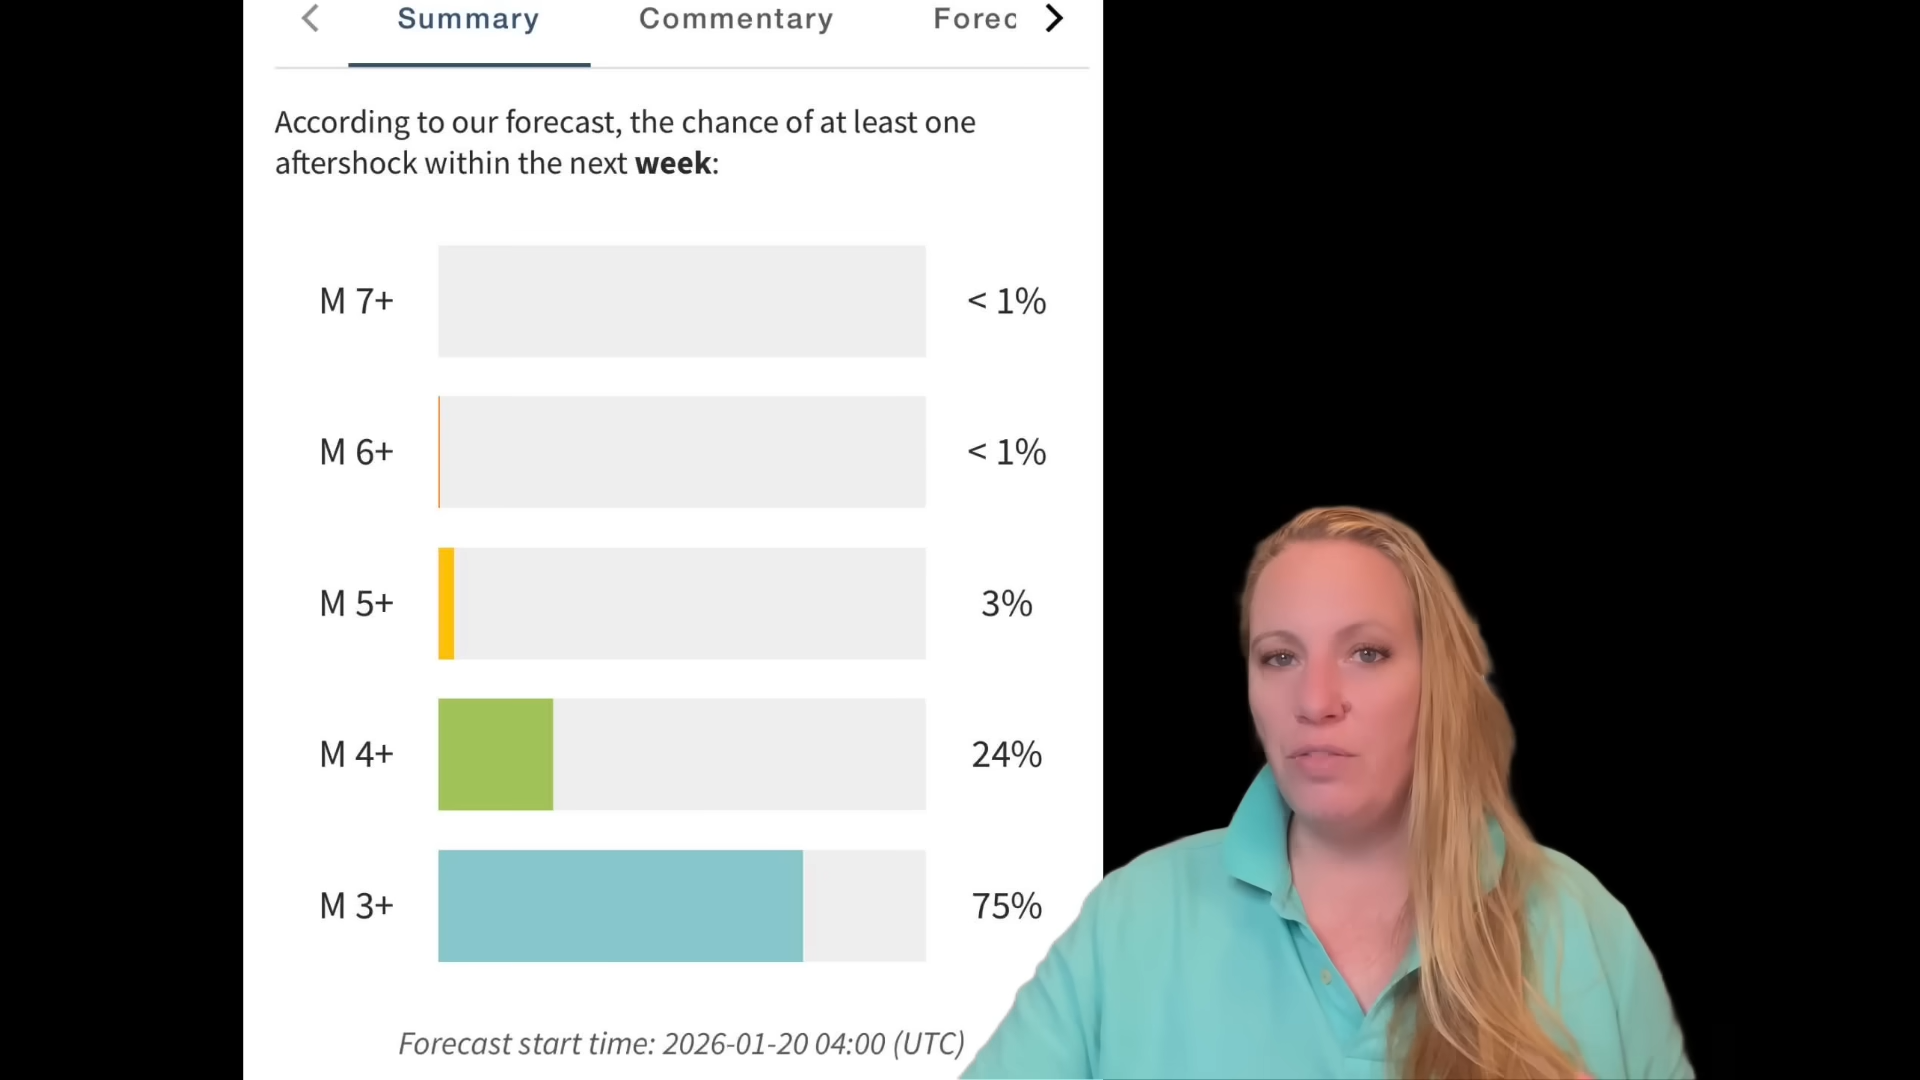 Summary Commentary Forec
According to our forecast, the chance of at least one
aftershock within the next week:
M 7+ < 1%
M 6+ < 1%
M 5+ 3%
M 4+ 24%
M 3+ 75%
Forecast start time: 2026-01-20 04:00 (UTC)